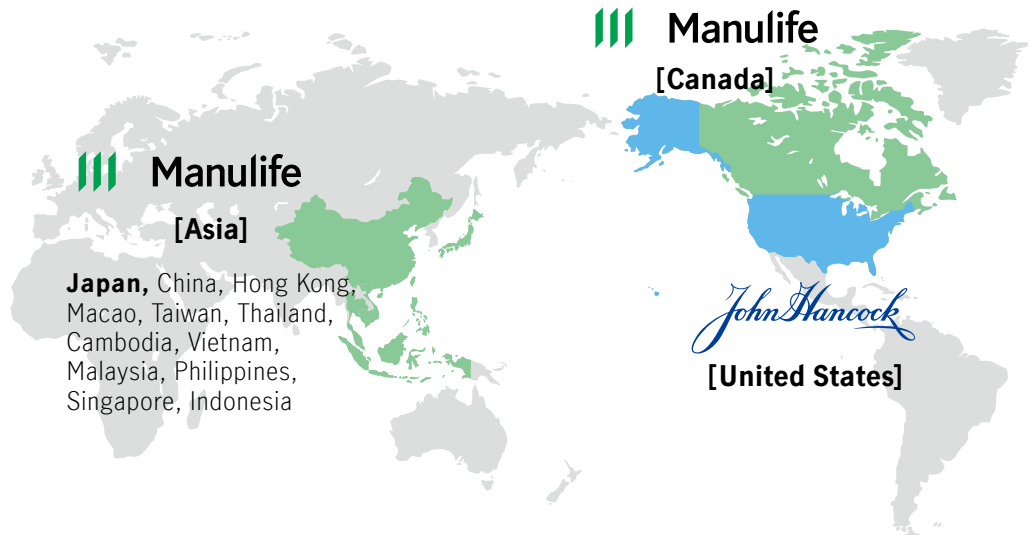 Manulife
[Canada]
Manulife
[Asia]
Japan, China, Hong Kong,
Macao, Taiwan, Thailand,
Cambodia, Vietnam,
Malaysia, Philippines,
Singapore, Indonesia
John Hancock
[United States]